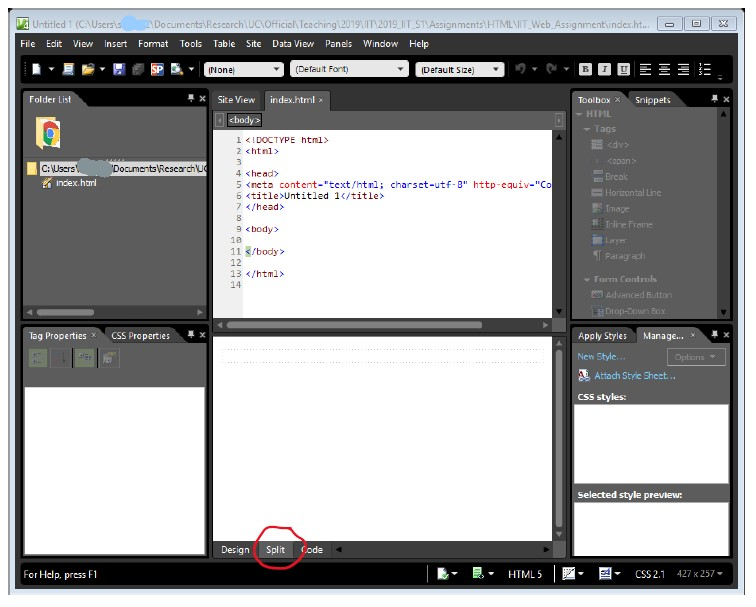 Untitled 1 (C:\Users\s\Documents\Research\UC\Official\Teaching\2019\IIT\2019_IIT_S1\Assignments\HTML\IIT_Web_Assignment\index.ht...
File Edit View Insert Format Tools Table Site Data View Panels Window Help
SP (None) (Default Font) (Default Size) B I U
Folder List
C:\Users\ \Documents\Research\UC
index.html
Tag Properties × CSS Properties
Site View index.html ×
<body>
1 <!DOCTYPE html>
2 <html>
3
4 <head>
5 <meta content="text/html; charset=utf-8" http-equiv="Co
6 <title>Untitled 1</title>
7 </head>
8
9 <body>
10
11 </body>
12
13 </html>
14
Design Split Code
Toolbox × Snippets
HTML
Tags
<div>
<span>
Break
Horizontal Line
Image
Inline Frame
Layer
Paragraph
Form Controls
Advanced Button
Drop-Down Box
Apply Styles Manage... ×
New Style... Options
Attach Style Sheet...
CSS styles:
Selected style preview:
For Help, press F1 HTML 5 CSS 2.1 427 x 257